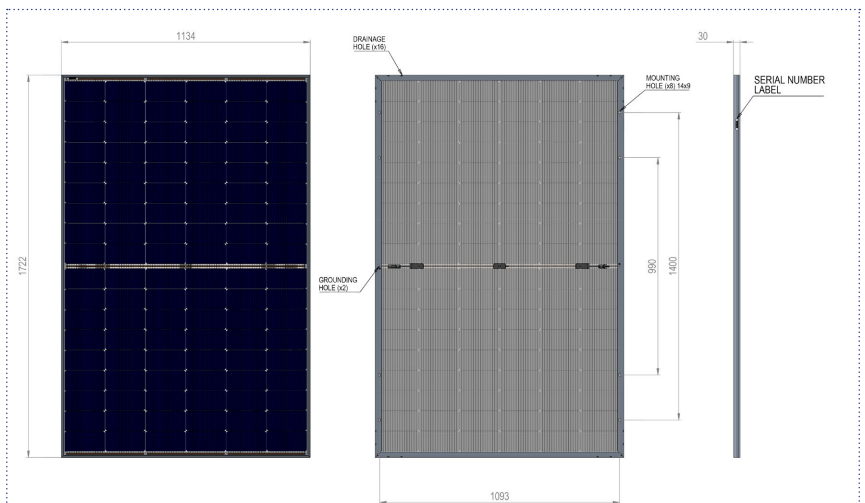 1134
DRAINAGE
HOLE (x16)
30
MOUNTING
HOLE (x8) 14x9
SERIAL NUMBER
LABEL
1722
GROUNDING
HOLE (x2)
990
1400
1093